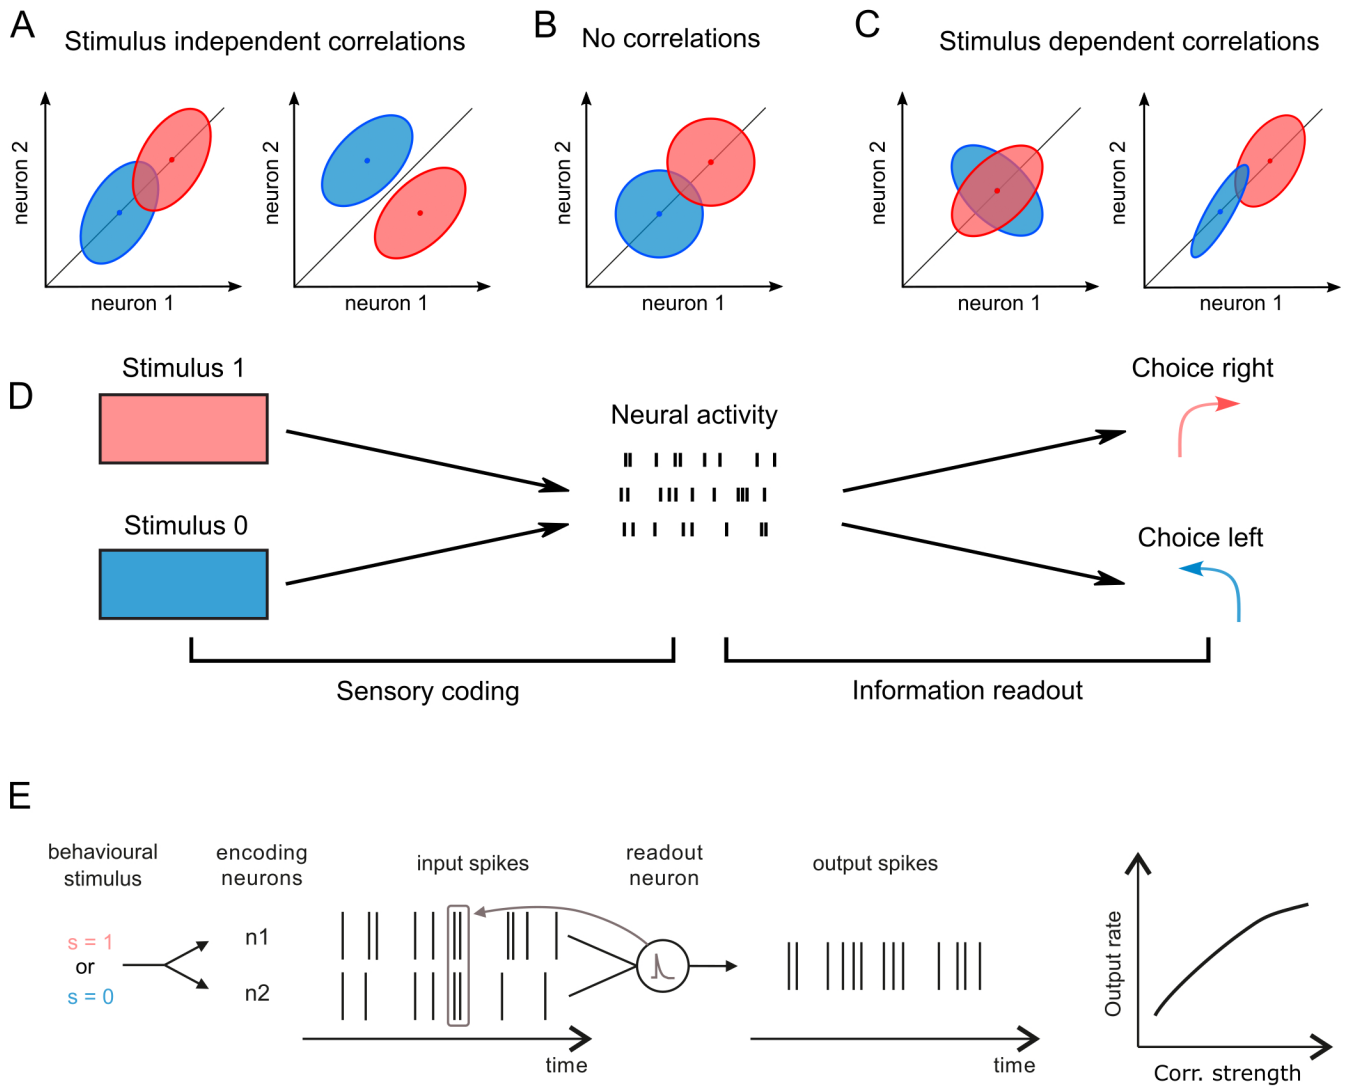 A
Stimulus independent correlations
B
No correlations
C
Stimulus dependent correlations
neuron 2
neuron 1
neuron 2
neuron 1
neuron 2
neuron 1
neuron 2
neuron 1
neuron 2
neuron 1
D
Stimulus 1
Stimulus 0
Neural activity
Choice right
Choice left
Sensory coding
Information readout
E
behavioural
stimulus
s = 1
or
s = 0
encoding
neurons
n1
n2
input spikes
time
readout
neuron
output spikes
time
Output rate
Corr. strength